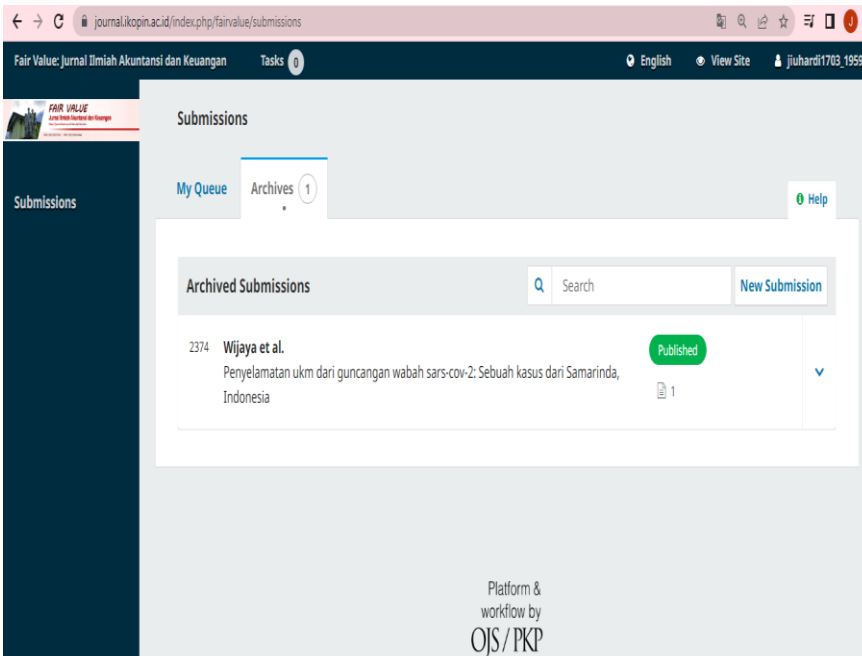 journal.ikopin.ac.id/index.php/fairvalue/submissions
J
Fair Value: Jurnal Ilmiah Akuntansi dan Keuangan Tasks 0 English View Site jiuhardi1703_1959
FAIR VALUE
Jurnal Ilmiah Akuntansi dan Keuangan
Submissions
Submissions
My Queue Archives 1
Help
Archived Submissions Search New Submission
2374 Wijaya et al. Published
Penyelamatan ukm dari guncangan wabah sars-cov-2: Sebuah kasus dari Samarinda,
Indonesia
1
Platform &
workflow by
OJS / PKP